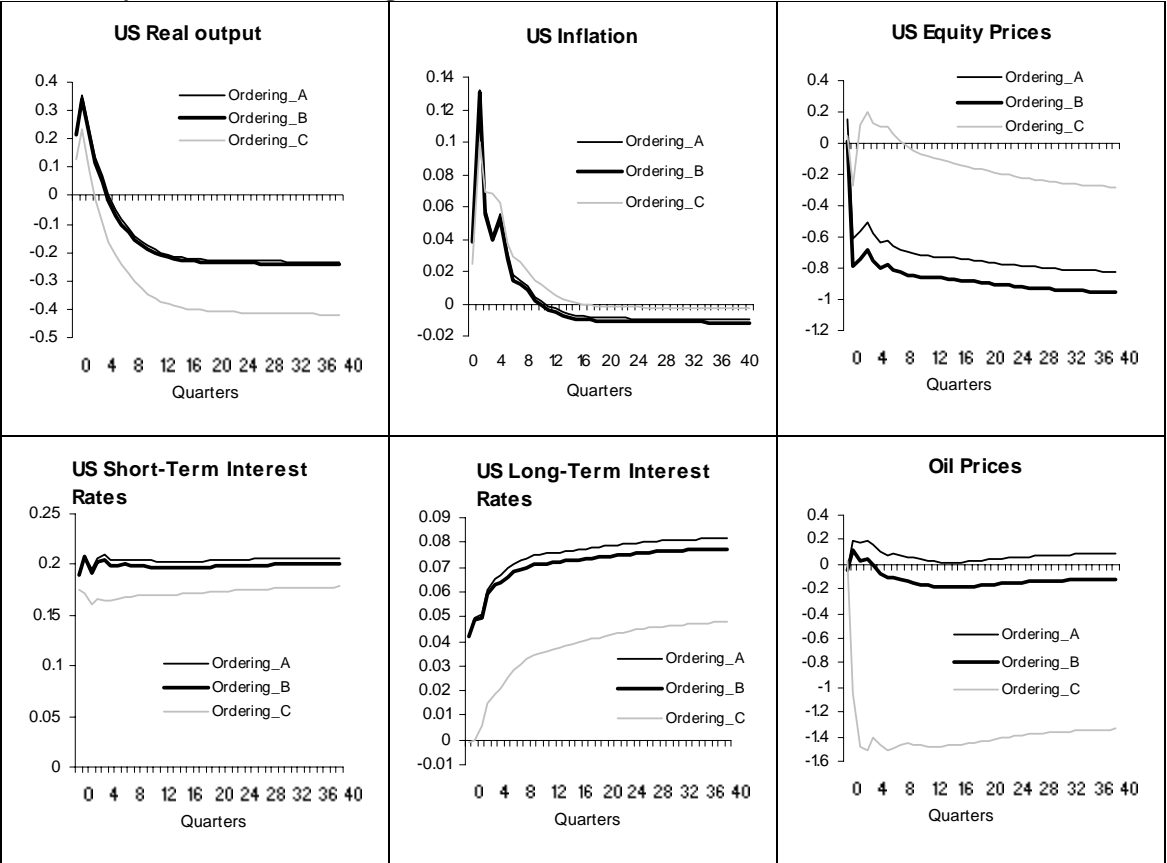 US Real output
0.4
0.3
0.2
0.1
0
-0.1
-0.2
-0.3
-0.4
-0.5
Ordering_A
Ordering_B
Ordering_C
0 4 8 12 16 20 24 28 32 36 40
Quarters
US Inflation
0.14
0.12
0.1
0.08
0.06
0.04
0.02
0
-0.02
Ordering_A
Ordering_B
Ordering_C
0 4 8 12 16 20 24 28 32 36 40
Quarters
US Equity Prices
0.4
0.2
0
-0.2
-0.4
-0.6
-0.8
-1
-1.2
Ordering_A
Ordering_B
Ordering_C
0 4 8 12 16 20 24 28 32 36 40
Quarters
US Short-Term Interest
Rates
0.25
0.2
0.15
0.1
0.05
0
Ordering_A
Ordering_B
Ordering_C
0 4 8 12 16 20 24 28 32 36 40
Quarters
US Long-Term Interest
Rates
0.09
0.08
0.07
0.06
0.05
0.04
0.03
0.02
0.01
0
-0.01
Ordering_A
Ordering_B
Ordering_C
0 4 8 12 16 20 24 28 32 36 40
Quarters
Oil Prices
0.4
0.2
0
-0.2
-0.4
-0.6
-0.8
-1
-1.2
-1.4
-1.6
Ordering_A
Ordering_B
Ordering_C
0 4 8 12 16 20 24 28 32 36 40
Quarters